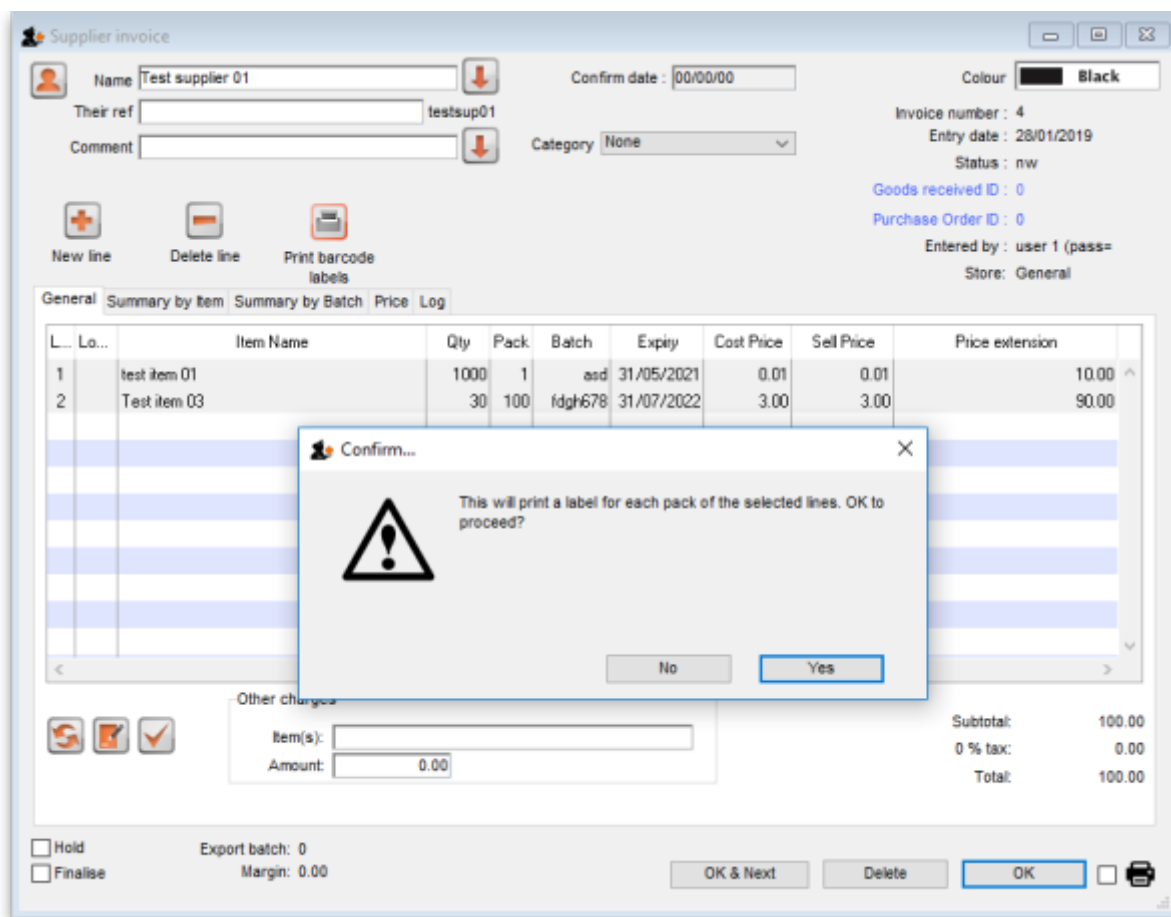 Supplier invoice
Name Test supplier 01 Confirm date : 00/00/00 Colour Black
Their ref testsup01 Invoice number : 4
Comment Category None Entry date : 28/01/2019
Status : nw
Goods received ID : 0
Purchase Order ID : 0
New line Delete line Print barcode labels Entered by : user 1 (pass=
Store: General
General Summary by Item Summary by Batch Price Log
L... Lo... Item Name Qty Pack Batch Expiry Cost Price Sell Price Price extension
1 test item 01 1000 1 asd 31/05/2021 0.01 0.01 10.00
2 Test item 03 30 100 fdgh678 31/07/2022 3.00 3.00 90.00
Confirm...
This will print a label for each pack of the selected lines. OK to
proceed?
No Yes
Other charges
Item(s): Subtotal: 100.00
Amount: 0.00 0 % tax: 0.00
Total: 100.00
Hold Export batch: 0
Finalise Margin: 0.00 OK & Next Delete OK